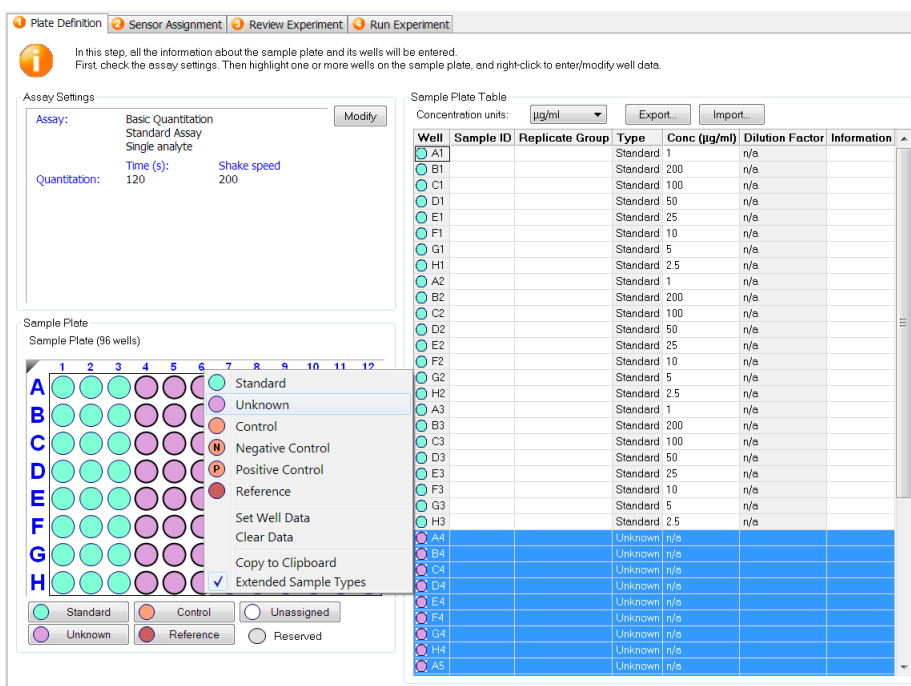 1 Plate Definition 2 Sensor Assignment 3 Review Experiment 4 Run Experiment
In this step, all the information about the sample plate and its wells will be entered.
First, check the assay settings. Then highlight one or more wells on the sample plate, and right-click to enter/modify well data.
Assay Settings
Assay: Basic Quantitation
Standard Assay
Single analyte
Modify
Time (s): Shake speed
Quantitation: 120 200
Sample Plate
Sample Plate (96 wells)
1 2 3 4 5 6 7 8 9 10 11 12
A
B
C
D
E
F
G
H
Standard
Unknown
Control
N Negative Control
P Positive Control
Reference
Set Well Data
Clear Data
Copy to Clipboard
✓ Extended Sample Types
Standard Control Unassigned
Unknown Reference Reserved
Sample Plate Table
Concentration units: µg/ml Export... Import...
Well Sample ID Replicate Group Type Conc (µg/ml) Dilution Factor Information
A1 Standard 1 n/a
B1 Standard 200 n/a
C1 Standard 100 n/a
D1 Standard 50 n/a
E1 Standard 25 n/a
F1 Standard 10 n/a
G1 Standard 5 n/a
H1 Standard 2.5 n/a
A2 Standard 1 n/a
B2 Standard 200 n/a
C2 Standard 100 n/a
D2 Standard 50 n/a
E2 Standard 25 n/a
F2 Standard 10 n/a
G2 Standard 5 n/a
H2 Standard 2.5 n/a
A3 Standard 1 n/a
B3 Standard 200 n/a
C3 Standard 100 n/a
D3 Standard 50 n/a
E3 Standard 25 n/a
F3 Standard 10 n/a
G3 Standard 5 n/a
H3 Standard 2.5 n/a
A4 Unknown n/a
B4 Unknown n/a
C4 Unknown n/a
D4 Unknown n/a
E4 Unknown n/a
F4 Unknown n/a
G4 Unknown n/a
H4 Unknown n/a
A5 Unknown n/a